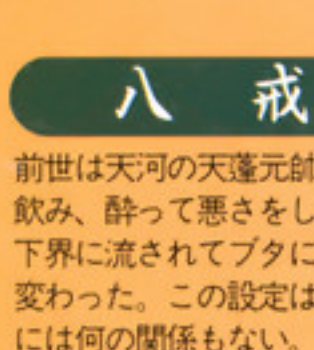 八戒
前世は天河の天蓬元帥
飲み、酔って悪さをし
下界に流されてブタに
変わった。この設定は
には何の関係もない。